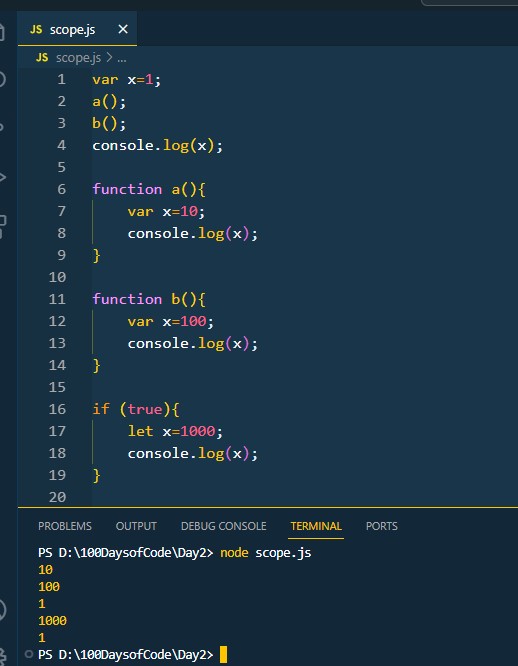 JS scope.js ×
JS scope.js > ...
1 var x=1;
2 a();
3 b();
4 console.log(x);
5
6 function a(){
7 var x=10;
8 console.log(x);
9 }
10
11 function b(){
12 var x=100;
13 console.log(x);
14 }
15
16 if (true){
17 let x=1000;
18 console.log(x);
19 }
20
PROBLEMS OUTPUT DEBUG CONSOLE TERMINAL PORTS
PS D:\100DaysofCode\Day2> node scope.js
10
100
1
1000
1
PS D:\100DaysofCode\Day2>